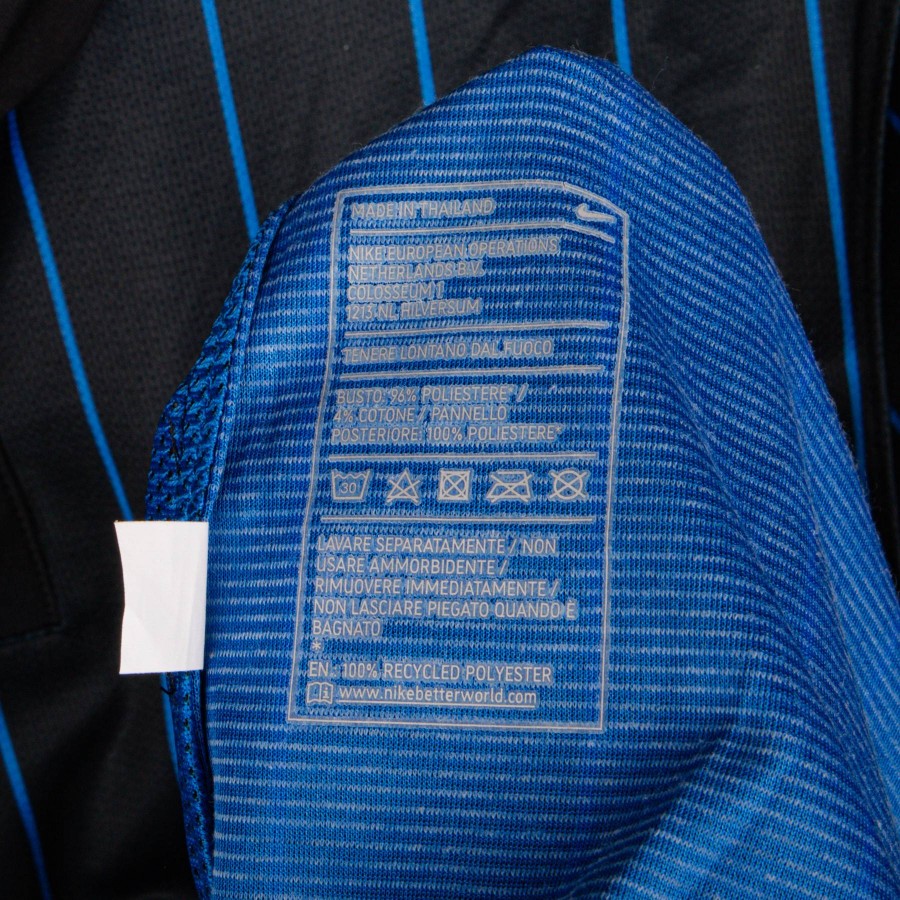 MADE IN THAILAND
NIKE EUROPEAN OPERATIONS
NETHERLANDS B.V.
COLOSSEUM 1
1213 NL HILVERSUM
TENERE LONTANO DAL FUOCO
BUSTO: 96% POLIESTERE* /
4% COTONE / PANNELLO
POSTERIORE: 100% POLIESTERE*
30
LAVARE SEPARATAMENTE / NON
USARE AMMORBIDENTE /
RIMUOVERE IMMEDIATAMENTE /
NON LASCIARE PIEGATO QUANDO È
BAGNATO
*
EN: 100% RECYCLED POLYESTER
i www.nikebetterworld.com